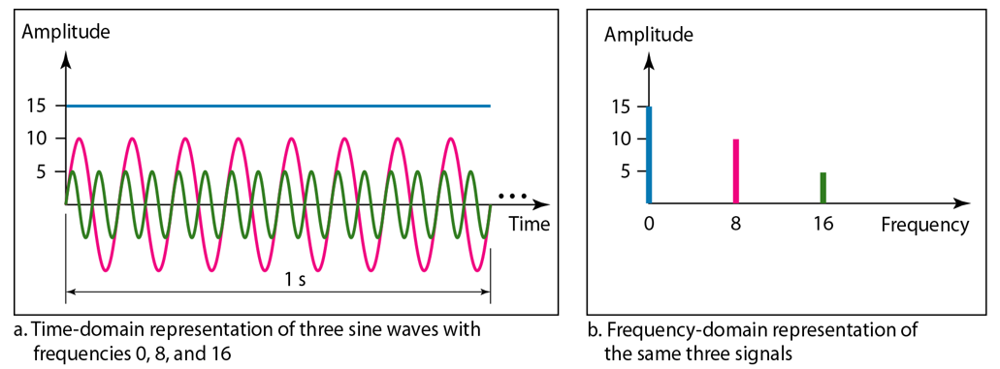 Amplitude
15
10
5
Time
1 s
a. Time-domain representation of three sine waves with
frequencies 0, 8, and 16
Amplitude
15
10
5
0 8 16 Frequency
b. Frequency-domain representation of
the same three signals